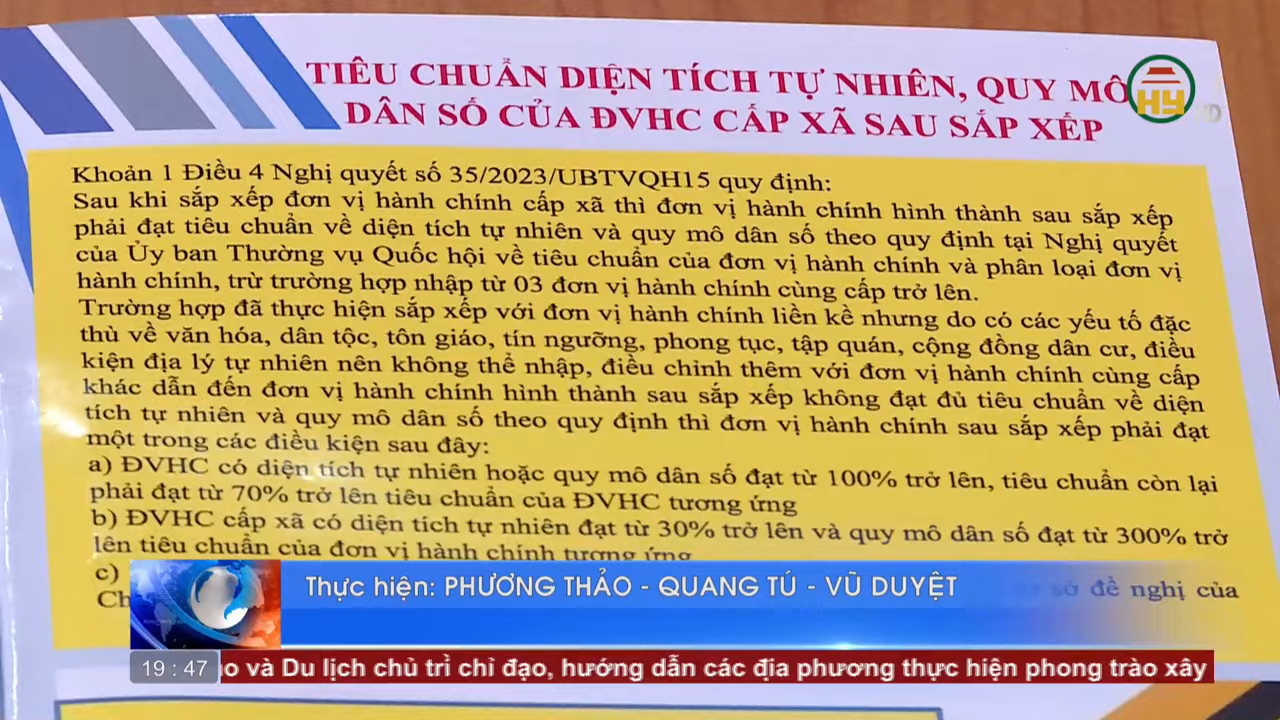 TIÊU CHUẨN DIỆN TÍCH TỰ NHIÊN, QUY MÔ
DÂN SỐ CỦA ĐVHC CẤP XÃ SAU SẮP XẾP
HY
Khoản 1 Điều 4 Nghị quyết số 35/2023/UBTVQH15 quy định:
Sau khi sắp xếp đơn vị hành chính cấp xã thì đơn vị hành chính hình thành sau sắp xếp
phải đạt tiêu chuẩn về diện tích tự nhiên và quy mô dân số theo quy định tại Nghị quyết
của Ủy ban Thường vụ Quốc hội về tiêu chuẩn của đơn vị hành chính và phân loại đơn vị
hành chính, trừ trường hợp nhập từ 03 đơn vị hành chính cùng cấp trở lên.
Trường hợp đã thực hiện sắp xếp với đơn vị hành chính liền kề nhưng do có các yếu tố đặc
thù về văn hóa, dân tộc, tôn giáo, tín ngưỡng, phong tục, tập quán, cộng đồng dân cư, điều
kiện địa lý tự nhiên nên không thể nhập, điều chỉnh thêm với đơn vị hành chính cùng cấp
khác dẫn đến đơn vị hành chính hình thành sau sắp xếp không đạt đủ tiêu chuẩn về diện
tích tự nhiên và quy mô dân số theo quy định thì đơn vị hành chính sau sắp xếp phải đạt
một trong các điều kiện sau đây:
a) ĐVHC có diện tích tự nhiên hoặc quy mô dân số đạt từ 100% trở lên, tiêu chuẩn còn lại
phải đạt từ 70% trở lên tiêu chuẩn của ĐVHC tương ứng
b) ĐVHC cấp xã có diện tích tự nhiên đạt từ 30% trở lên và quy mô dân số đạt từ 300% trở
lên tiêu chuẩn của đơn vị hành chính tương ứng
c)
sở đề nghị của
Thực hiện: PHƯƠNG THẢO - QUANG TÚ - VŨ DUYỆT
19:47 và Du lịch chủ trì chỉ đạo, hướng dẫn các địa phương thực hiện phong trào xây